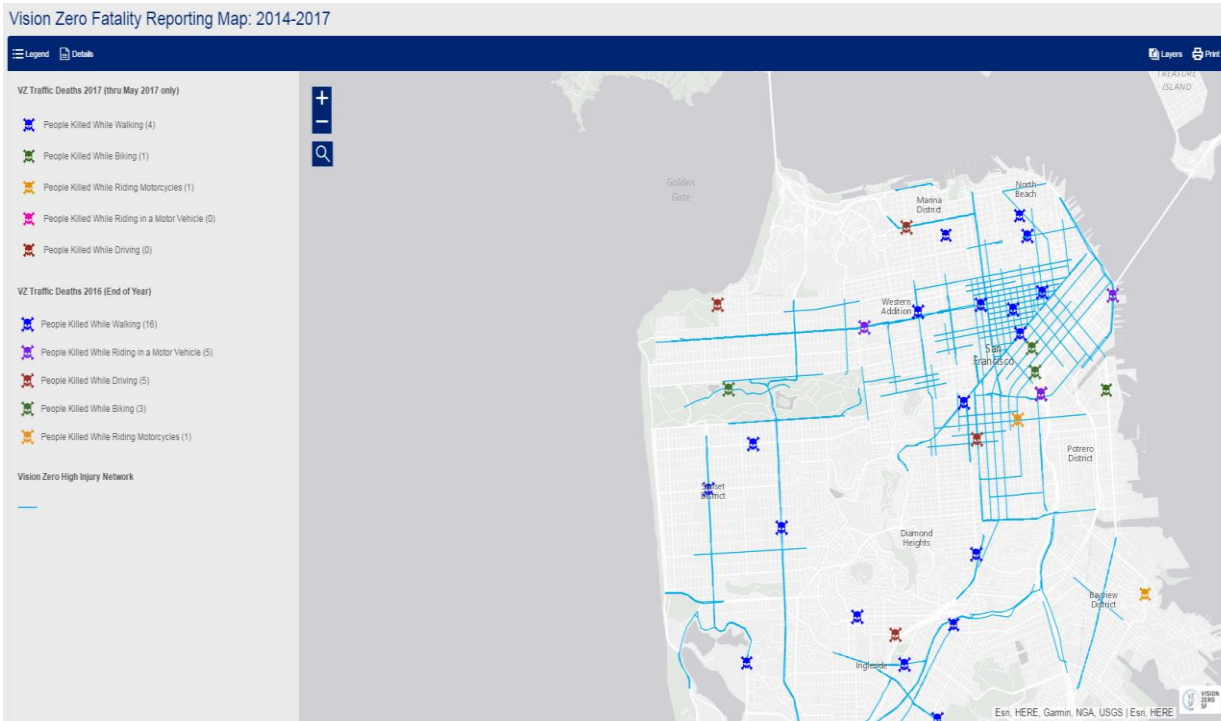 Vision Zero Fatality Reporting Map: 2014-2017
Legend Details
Layers Print
VZ Traffic Deaths 2017 (thru May 2017 only)
People Killed While Walking (4)
People Killed While Biking (1)
People Killed While Riding Motorcycles (1)
People Killed While Riding in a Motor Vehicle (0)
People Killed While Driving (0)
VZ Traffic Deaths 2016 (End of Year)
People Killed While Walking (16)
People Killed While Riding in a Motor Vehicle (5)
People Killed While Driving (5)
People Killed While Biking (3)
People Killed While Riding Motorcycles (1)
Vision Zero High Injury Network
+
−
TREASURE
ISLAND
Golden
Gate
North
Beach
Marina
District
Western
Addition
San
Francisco
Potrero
District
Sunset
District
Diamond
Heights
Bayview
District
Ingleside
Esri, HERE, Garmin, NGA, USGS | Esri, HERE
VISION
ZERO
SF